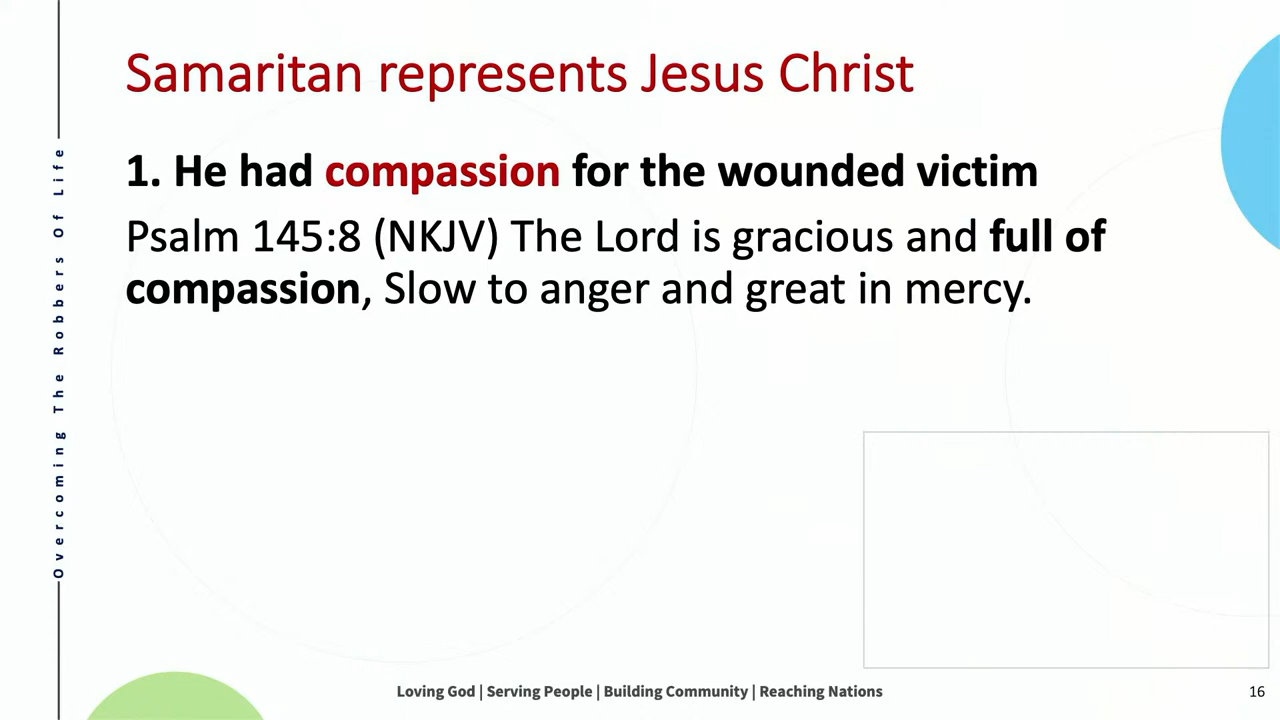 Samaritan represents Jesus Christ
1. He had compassion for the wounded victim
Psalm 145:8 (NKJV) The Lord is gracious and full of
compassion, Slow to anger and great in mercy.
Overcoming The Robbers Of Life
Loving God | Serving People | Building Community | Reaching Nations
16